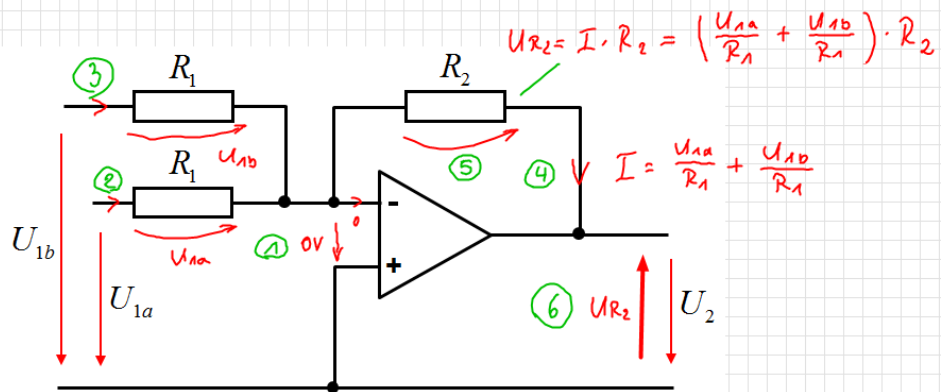 U_R2 = I · R_2 = (U_1a/R_1 + U_1b/R_1) · R_2
③ R_1 R_2
U_1b
⑤ ④ I = U_1a/R_1 + U_1b/R_1
② R_1
U_1a
① 0V
0
-
+
U_1b
U_1a
⑥ U_R2 U_2